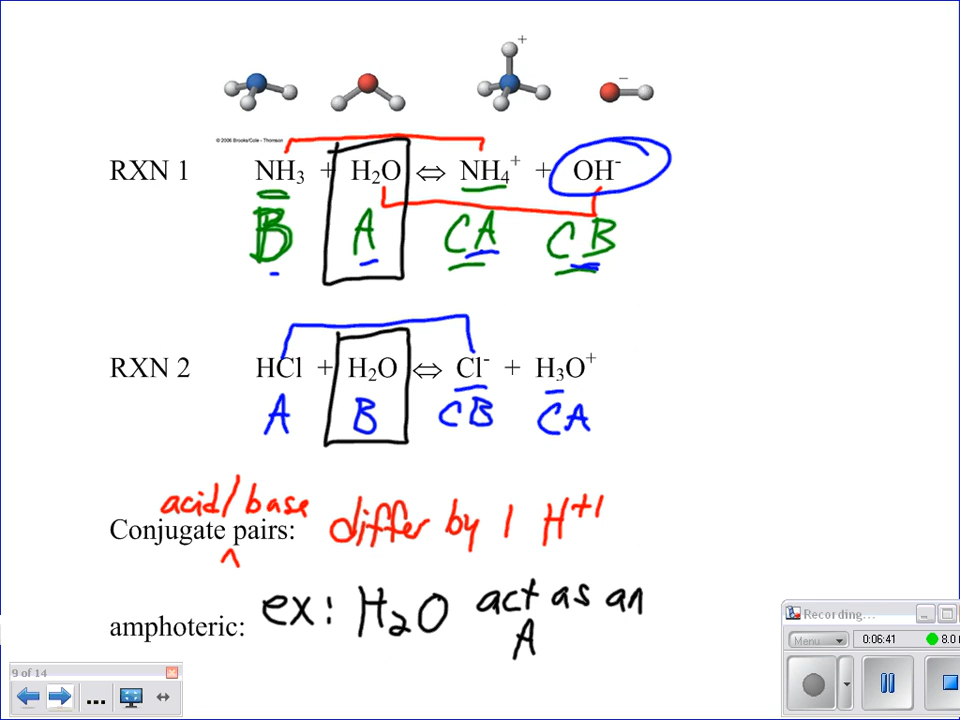 + −
© 2006 Brooks/Cole - Thomson
RXN 1 NH₃ + H₂O ⇔ NH₄⁺ + OH⁻
B A CA CB
RXN 2 HCl + H₂O ⇔ Cl⁻ + H₃O⁺
A B CB CA
acid/base
Conjugate ^ pairs: differ by 1 H⁺¹
amphoteric: ex: H₂O act as an
A
Recording...
Menu 0:06:41 8.0
9 of 14
...